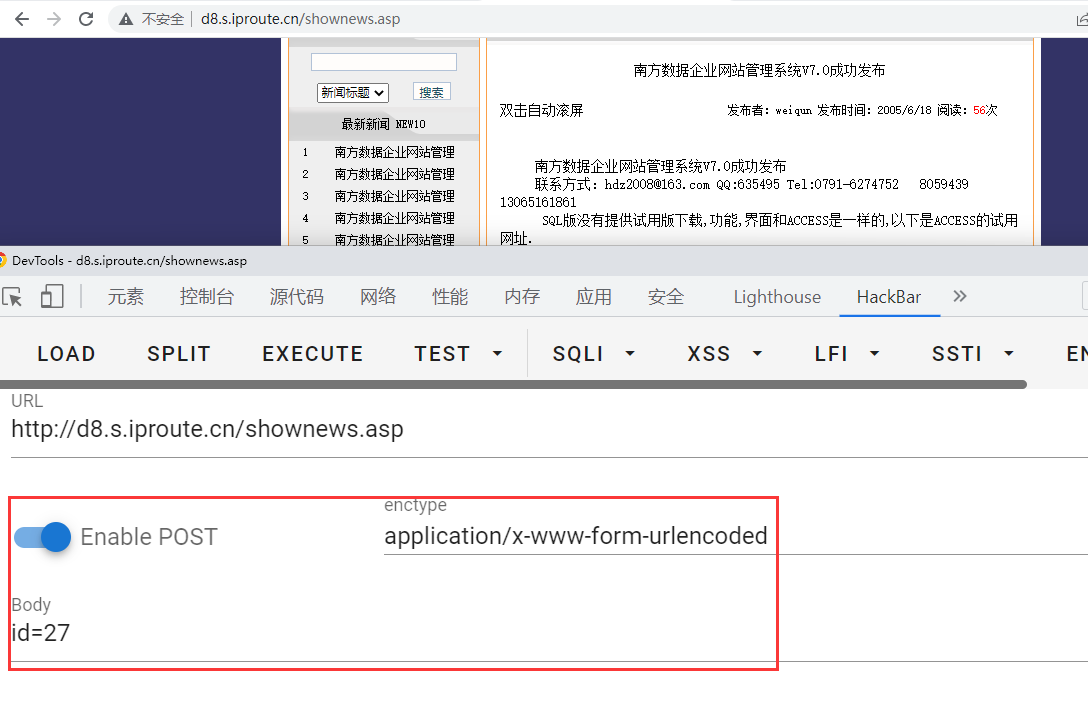 不安全 d8.s.iproute.cn/shownews.asp
新闻标题 搜索
最新新闻 NEW10
1 南方数据企业网站管理
2 南方数据企业网站管理
3 南方数据企业网站管理
4 南方数据企业网站管理
5 南方数据企业网站管理
南方数据企业网站管理系统V7.0成功发布
双击自动滚屏 发布者: weiqun 发布时间: 2005/6/18 阅读: 56次
南方数据企业网站管理系统V7.0成功发布
联系方式: hdz2008@163.com QQ:635495 Tel:0791-6274752 8059439
13065161861
SQL版没有提供试用版下载,功能,界面和ACCESS是一样的,以下是ACCESS的试用
网址.
DevTools - d8.s.iproute.cn/shownews.asp
元素 控制台 源代码 网络 性能 内存 应用 安全 Lighthouse HackBar
LOAD SPLIT EXECUTE TEST SQLI XSS LFI SSTI EN
URL
http://d8.s.iproute.cn/shownews.asp
enctype
Enable POST application/x-www-form-urlencoded
Body
id=27